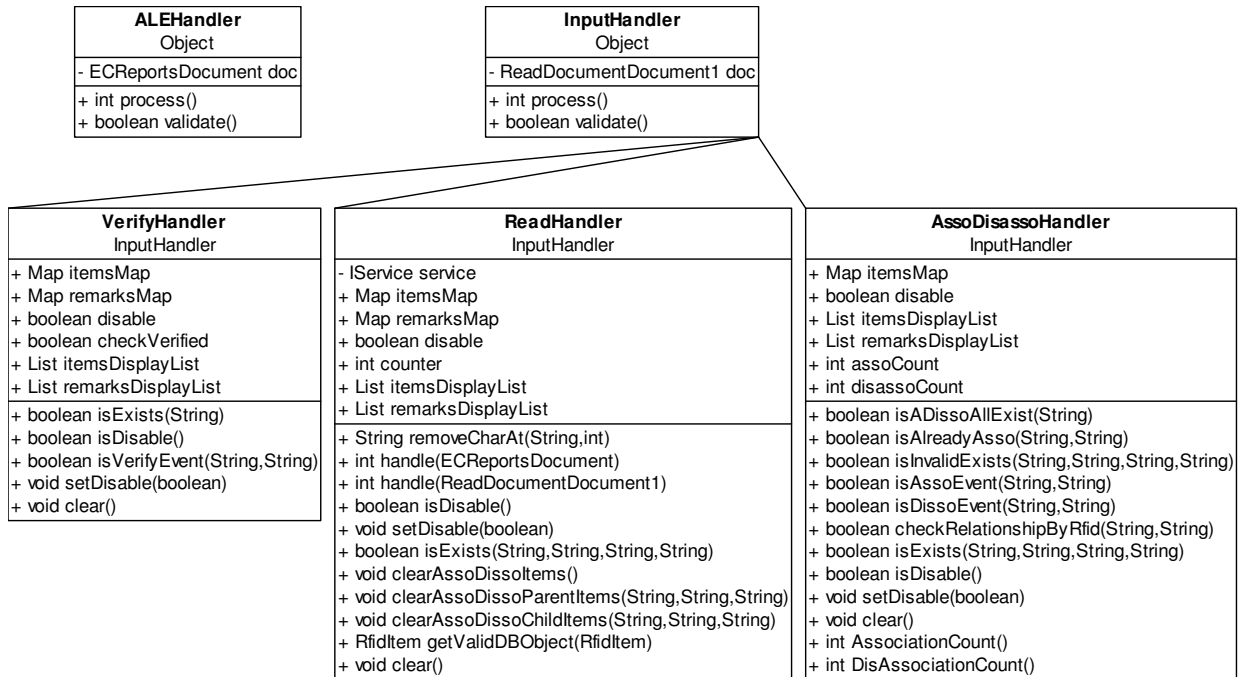 ALEHandler
Object
- ECReportsDocument doc
+ int process()
+ boolean validate()
InputHandler
Object
- ReadDocumentDocument1 doc
+ int process()
+ boolean validate()
VerifyHandler
InputHandler
+ Map itemsMap
+ Map remarksMap
+ boolean disable
+ boolean checkVerified
+ List itemsDisplayList
+ List remarksDisplayList
+ boolean isExists(String)
+ boolean isDisable()
+ boolean isVerifyEvent(String,String)
+ void setDisable(boolean)
+ void clear()
ReadHandler
InputHandler
- IService service
+ Map itemsMap
+ Map remarksMap
+ boolean disable
+ int counter
+ List itemsDisplayList
+ List remarksDisplayList
+ String removeCharAt(String,int)
+ int handle(ECReportsDocument)
+ int handle(ReadDocumentDocument1)
+ boolean isDisable()
+ void setDisable(boolean)
+ boolean isExists(String,String,String,String)
+ void clearAssoDissoItems()
+ void clearAssoDissoParentItems(String,String,String)
+ void clearAssoDissoChildItems(String,String,String)
+ RfidItem getValidDBObject(RfidItem)
+ void clear()
AssoDisassoHandler
InputHandler
+ Map itemsMap
+ boolean disable
+ List itemsDisplayList
+ List remarksDisplayList
+ int assoCount
+ int disassoCount
+ boolean isADissoAllExist(String)
+ boolean isAlreadyAsso(String,String)
+ boolean isInvalidExists(String,String,String,String)
+ boolean isAssoEvent(String,String)
+ boolean isDissoEvent(String,String)
+ boolean checkRelationshipByRfid(String,String)
+ boolean isExists(String,String,String,String)
+ boolean isDisable()
+ void setDisable(boolean)
+ void clear()
+ int AssociationCount()
+ int DisAssociationCount()